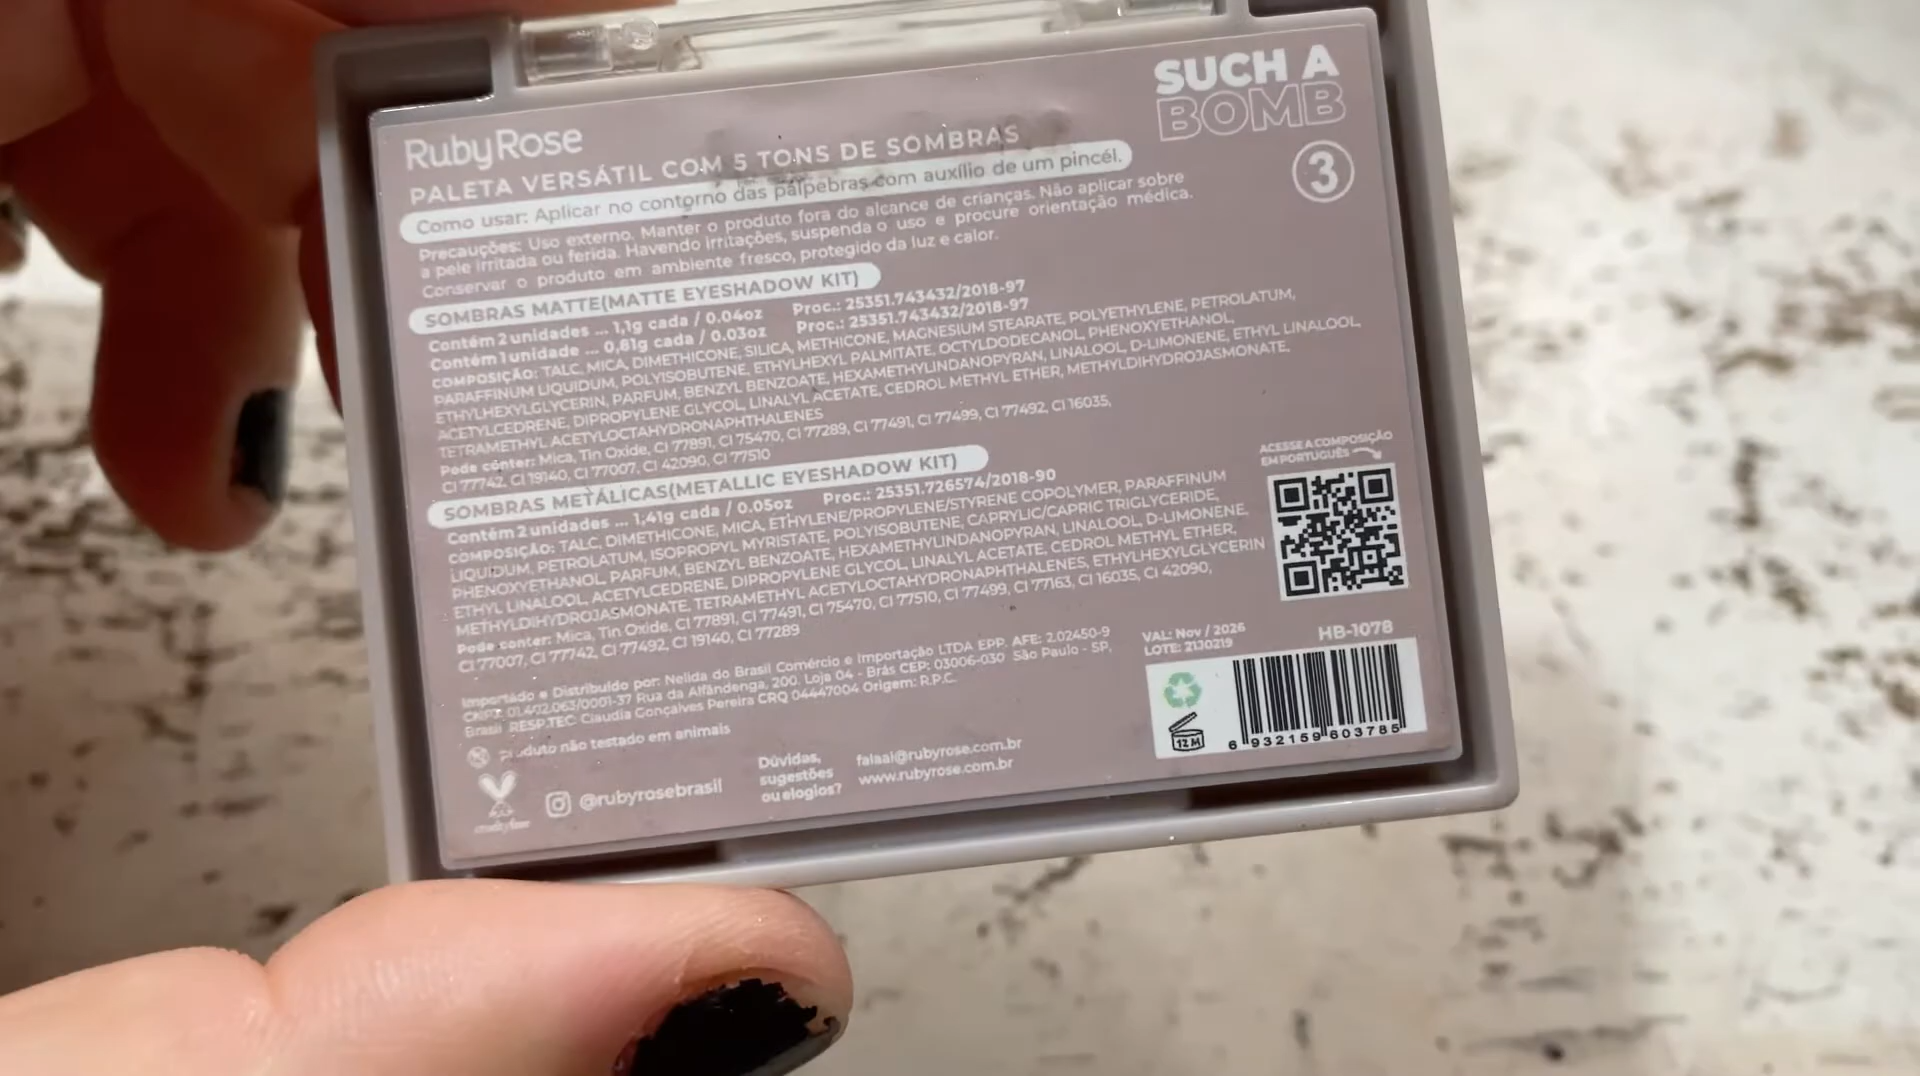 SUCH A
BOMB
3
RubyRose
PALETA VERSÁTIL COM 5 TONS DE SOMBRAS
Como usar: Aplicar no contorno das pálpebras com auxílio de um pincél.
Precauções: Uso externo. Manter o produto fora do alcance de crianças. Não aplicar sobre
a pele irritada ou ferida. Havendo irritações, suspenda o uso e procure orientação médica.
Conservar o produto em ambiente fresco, protegido da luz e calor.
SOMBRAS MATTE(MATTE EYESHADOW KIT)
Contém 2 unidades ... 1,1g cada / 0.04oz Proc.: 25351.743432/2018-97
Contém 1 unidade ... 0,81g cada / 0.03oz Proc.: 25351.743432/2018-97
COMPOSIÇÃO: TALC, MICA, DIMETHICONE, SILICA, METHICONE, MAGNESIUM STEARATE, POLYETHYLENE, PETROLATUM,
PARAFFINUM LIQUIDUM, POLYISOBUTENE, ETHYLHEXYL PALMITATE, OCTYLDODECANOL, PHENOXYETHANOL,
ETHYLHEXYLGLYCERIN, PARFUM, BENZYL BENZOATE, HEXAMETHYLINDANOPYRAN, LINALOOL, D-LIMONENE, ETHYL LINALOOL,
ACETYLCEDRENE, DIPROPYLENE GLYCOL, LINALYL ACETATE, CEDROL METHYL ETHER, METHYLDIHYDROJASMONATE,
TETRAMETHYL ACETYLOCTAHYDRONAPHTHALENES
Pode conter: Mica, Tin Oxide, CI 77891, CI 75470, CI 77289, CI 77491, CI 77499, CI 77492, CI 16035,
CI 77742, CI 19140, CI 77007, CI 42090, CI 77510
SOMBRAS METÁLICAS(METALLIC EYESHADOW KIT)
Contém 2 unidades ... 1,41g cada / 0.05oz Proc.: 25351.726574/2018-90
COMPOSIÇÃO: TALC, DIMETHICONE, MICA, ETHYLENE/PROPYLENE/STYRENE COPOLYMER, PARAFFINUM
LIQUIDUM, PETROLATUM, ISOPROPYL MYRISTATE, POLYISOBUTENE, CAPRYLIC/CAPRIC TRIGLYCERIDE,
PHENOXYETHANOL, PARFUM, BENZYL BENZOATE, HEXAMETHYLINDANOPYRAN, LINALOOL, D-LIMONENE,
ETHYL LINALOOL, ACETYLCEDRENE, DIPROPYLENE GLYCOL, LINALYL ACETATE, CEDROL METHYL ETHER,
METHYLDIHYDROJASMONATE, TETRAMETHYL ACETYLOCTAHYDRONAPHTHALENES, ETHYLHEXYLGLYCERIN
Pode conter: Mica, Tin Oxide, CI 77891, CI 77491, CI 75470, CI 77510, CI 77499, CI 77163, CI 16035, CI 42090,
CI 77007, CI 77742, CI 77492, CI 19140, CI 77289
ACESSE A COMPOSIÇÃO
EM PORTUGUÊS
Importado e Distribuído por: Nelida do Brasil Comércio e Importação LTDA EPP. AFE: 2.02450-9
CNPJ: 01.402.063/0001-37 Rua da Alfândenga, 200. Loja 04 - Brás CEP: 03006-030 São Paulo - SP,
Brasil RESP.TEC: Claudia Gonçalves Pereira CRQ 04447004 Origem: R.P.C.
VAL: Nov / 2026
LOTE: 21J0219
HB-1078
12 M
6 932159 603785
produto não testado em animais
cruelty free
@rubyrosebrasil
Dúvidas,
sugestões
ou elogios?
falaai@rubyrose.com.br
www.rubyrose.com.br